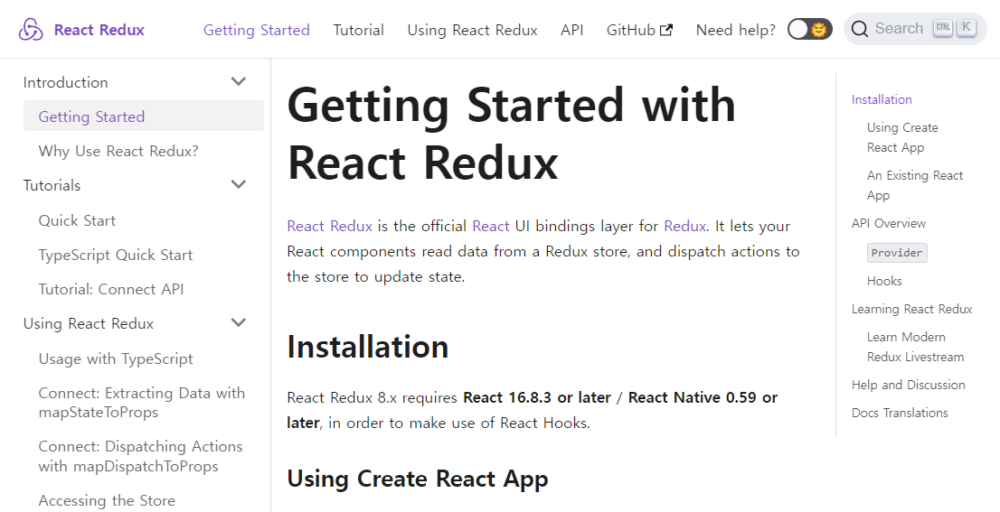 React Redux
Getting Started
Tutorial
Using React Redux
API
GitHub
Need help?
Search
CTRL
K
Introduction
Getting Started
Why Use React Redux?
Tutorials
Quick Start
TypeScript Quick Start
Tutorial: Connect API
Using React Redux
Usage with TypeScript
Connect: Extracting Data with
mapStateToProps
Connect: Dispatching Actions
with mapDispatchToProps
Accessing the Store
Getting Started with
React Redux
React Redux is the official React UI bindings layer for Redux. It lets your
React components read data from a Redux store, and dispatch actions to
the store to update state.
Installation
React Redux 8.x requires React 16.8.3 or later / React Native 0.59 or
later, in order to make use of React Hooks.
Using Create React App
Installation
Using Create
React App
An Existing React
App
API Overview
Provider
Hooks
Learning React Redux
Learn Modern
Redux Livestream
Help and Discussion
Docs Translations